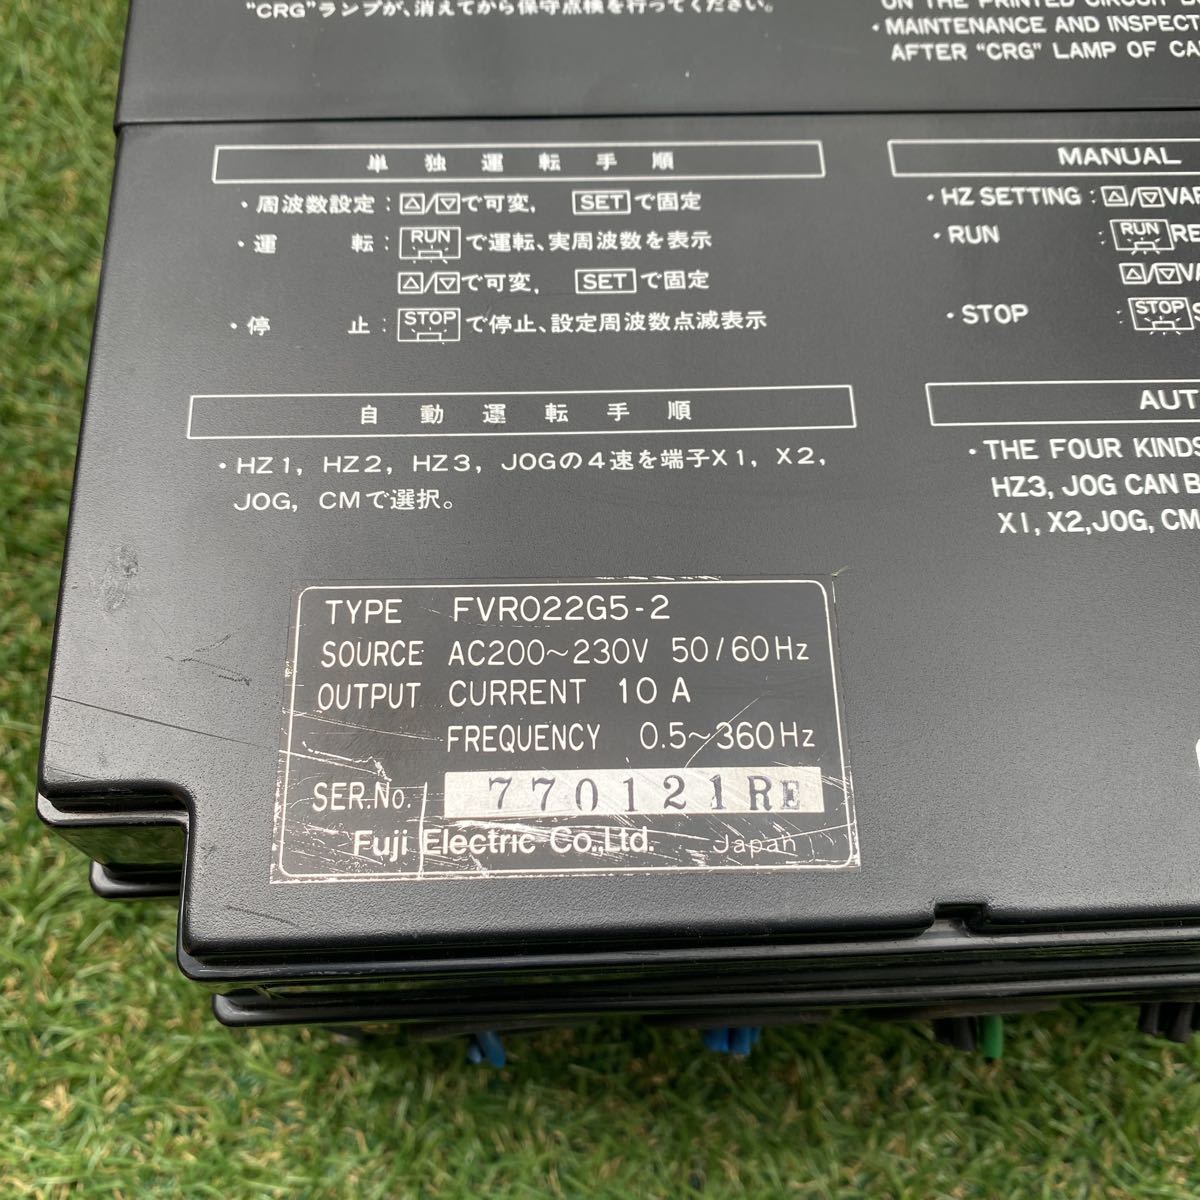 "CRG"ランプが、消えてから保守点検を行ってください。
ON THE PRINTED CIRCUIT
・MAINTENANCE AND INSPECT
AFTER "CRG" LAMP OF CA
単独運転手順
・周波数設定：△/▽で可変， SETで固定
・運転：RUNで運転、実周波数を表示
△/▽で可変， SETで固定
・停止：STOPで停止、設定周波数点滅表示
MANUAL
・HZ SETTING：△/▽VAR
・RUN：RUN RE
△/▽VA
・STOP：STOP S
自動運転手順
・HZ1, HZ2, HZ3, JOGの4速を端子X1, X2,
JOG, CMで選択。
AUT
・THE FOUR KINDS
HZ3, JOG CAN B
X1, X2, JOG, CM
TYPE FVR022G5-2
SOURCE AC200~230V 50/60Hz
OUTPUT CURRENT 10 A
FREQUENCY 0.5~360Hz
SER.No. 770121RE
Fuji Electric Co.,Ltd. Japan